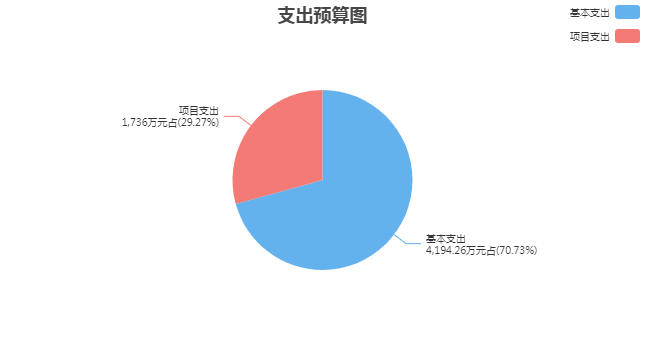 支出预算图
基本支出
项目支出
项目支出
1,736万元占(29.27%)
基本支出
4,194.26万元占(70.73%)